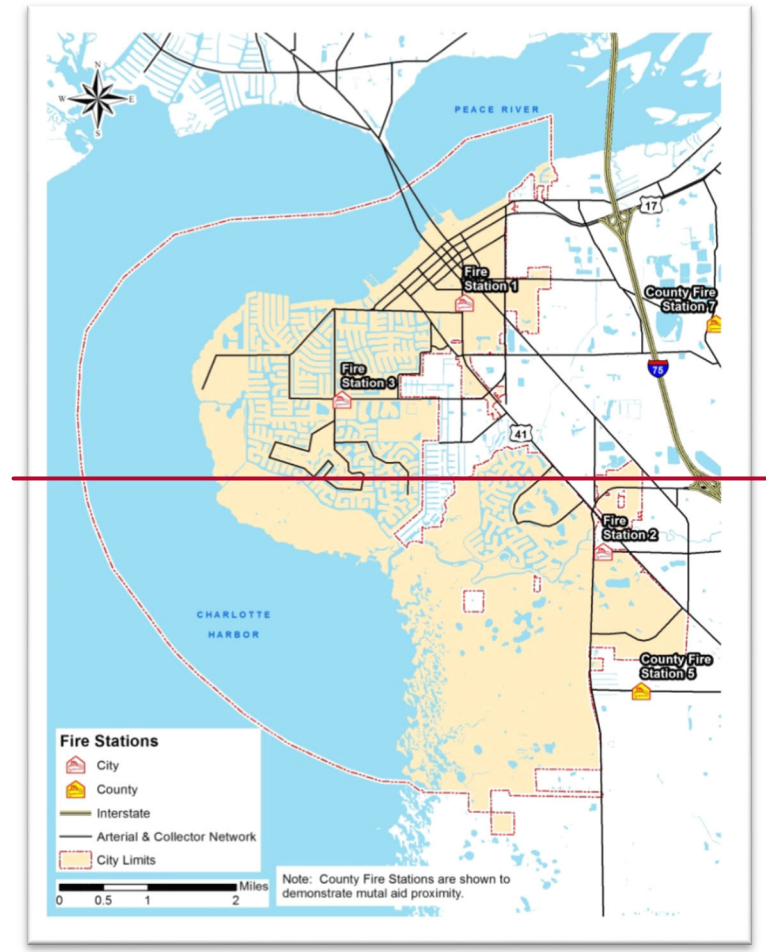 N
W E
S
PEACE RIVER
17
Fire
Station 1
County Fire
Station 7
75
Fire
Station 3
41
Fire
Station 2
CHARLOTTE
HARBOR
County Fire
Station 5
Fire Stations
City
County
Interstate
Arterial & Collector Network
City Limits
Miles
0 0.5 1 2
Note: County Fire Stations are shown to
demonstrate mutal aid proximity.